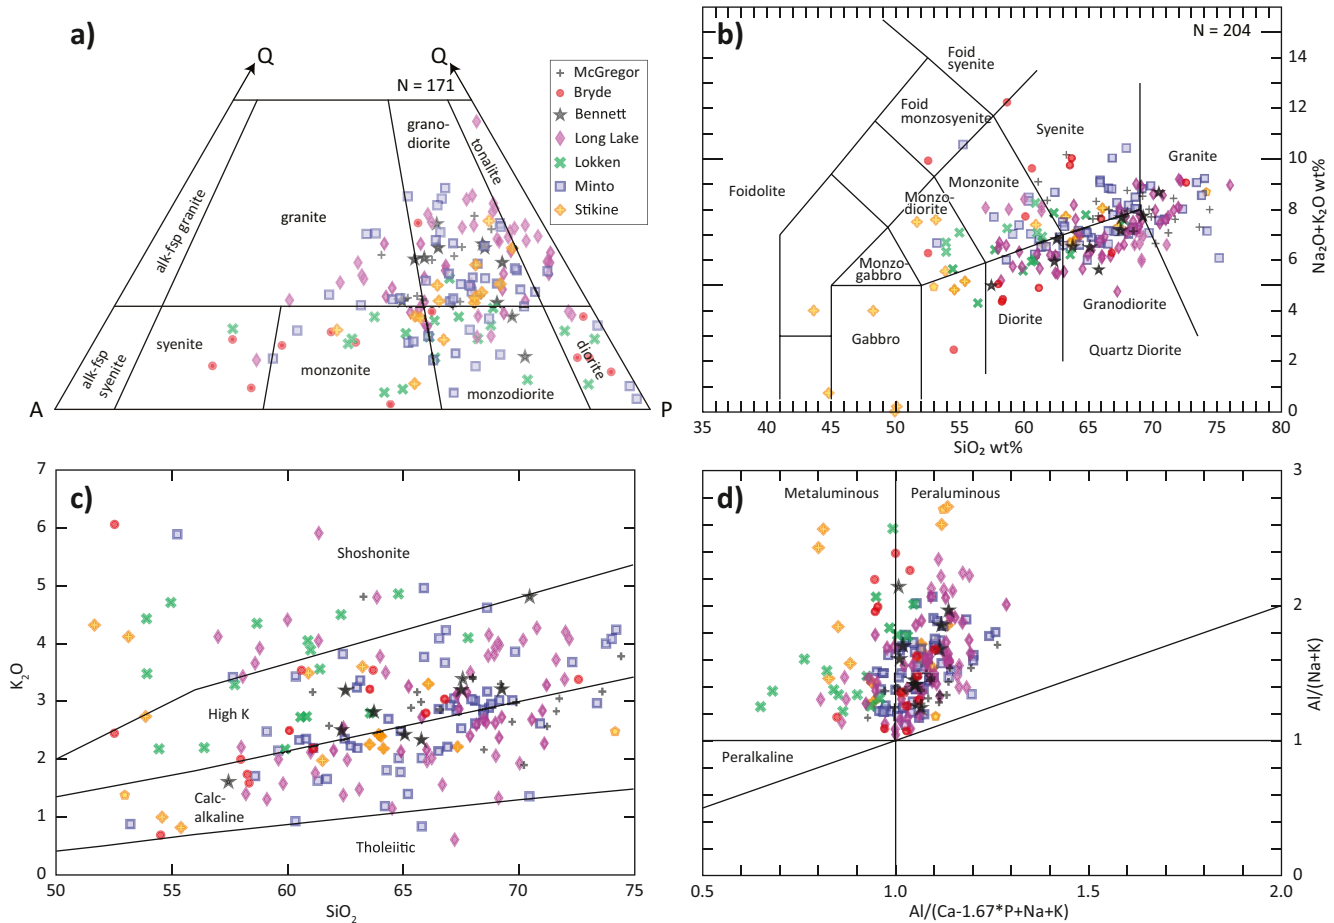 a)
Q
Q
N = 171
McGregor
Bryde
Bennett
Long Lake
Lokken
Minto
Stikine
grano-
diorite
tonalite
alk-fsp granite
granite
alk-fsp
syenite
syenite
monzonite
monzodiorite
diorite
A
P
b)
N = 204
Foid
syenite
Foid
monzosyenite
Syenite
Granite
Foidolite
Monzonite
Monzo-
diorite
Monzo-
gabbro
Gabbro
Diorite
Granodiorite
Quartz Diorite
14
12
10
8
6
4
2
0
Na₂O+K₂O wt%
35 40 45 50 55 60 65 70 75 80
SiO₂ wt%
c)
7
6
5
4
3
2
1
0
K₂O
Shoshonite
High K
Calc-
alkaline
Tholeiitic
50 55 60 65 70 75
SiO₂
d)
Metaluminous
Peraluminous
Peralkaline
3
2
1
0
Al/(Na+K)
0.5 1.0 1.5 2.0
Al/(Ca-1.67*P+Na+K)